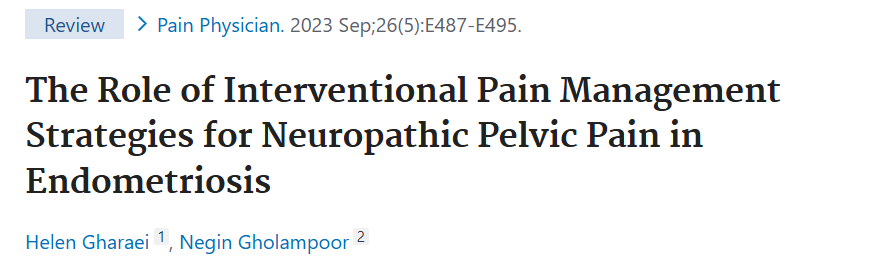 Review > Pain Physician. 2023 Sep;26(5):E487-E495.
The Role of Interventional Pain Management
Strategies for Neuropathic Pelvic Pain in
Endometriosis
Helen Gharaei 1, Negin Gholampoor 2